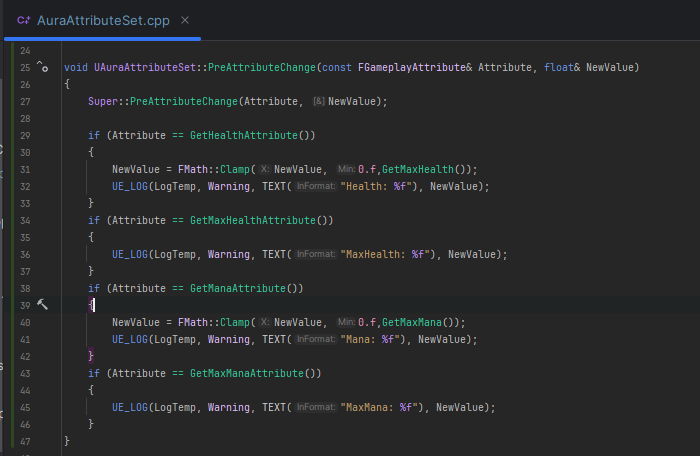 AuraAttributeSet.cpp ×
24
25 void UAuraAttributeSet::PreAttributeChange(const FGameplayAttribute& Attribute, float& NewValue)
26 {
27 Super::PreAttributeChange(Attribute, [&]NewValue);
28
29 if (Attribute == GetHealthAttribute())
30 {
31 NewValue = FMath::Clamp( X: NewValue, Min: 0.f,GetMaxHealth());
32 UE_LOG(LogTemp, Warning, TEXT( InFormat: "Health: %f"), NewValue);
33 }
34 if (Attribute == GetMaxHealthAttribute())
35 {
36 UE_LOG(LogTemp, Warning, TEXT( InFormat: "MaxHealth: %f"), NewValue);
37 }
38 if (Attribute == GetManaAttribute())
39 {
40 NewValue = FMath::Clamp( X: NewValue, Min: 0.f,GetMaxMana());
41 UE_LOG(LogTemp, Warning, TEXT( InFormat: "Mana: %f"), NewValue);
42 }
43 if (Attribute == GetMaxManaAttribute())
44 {
45 UE_LOG(LogTemp, Warning, TEXT( InFormat: "MaxMana: %f"), NewValue);
46 }
47 }